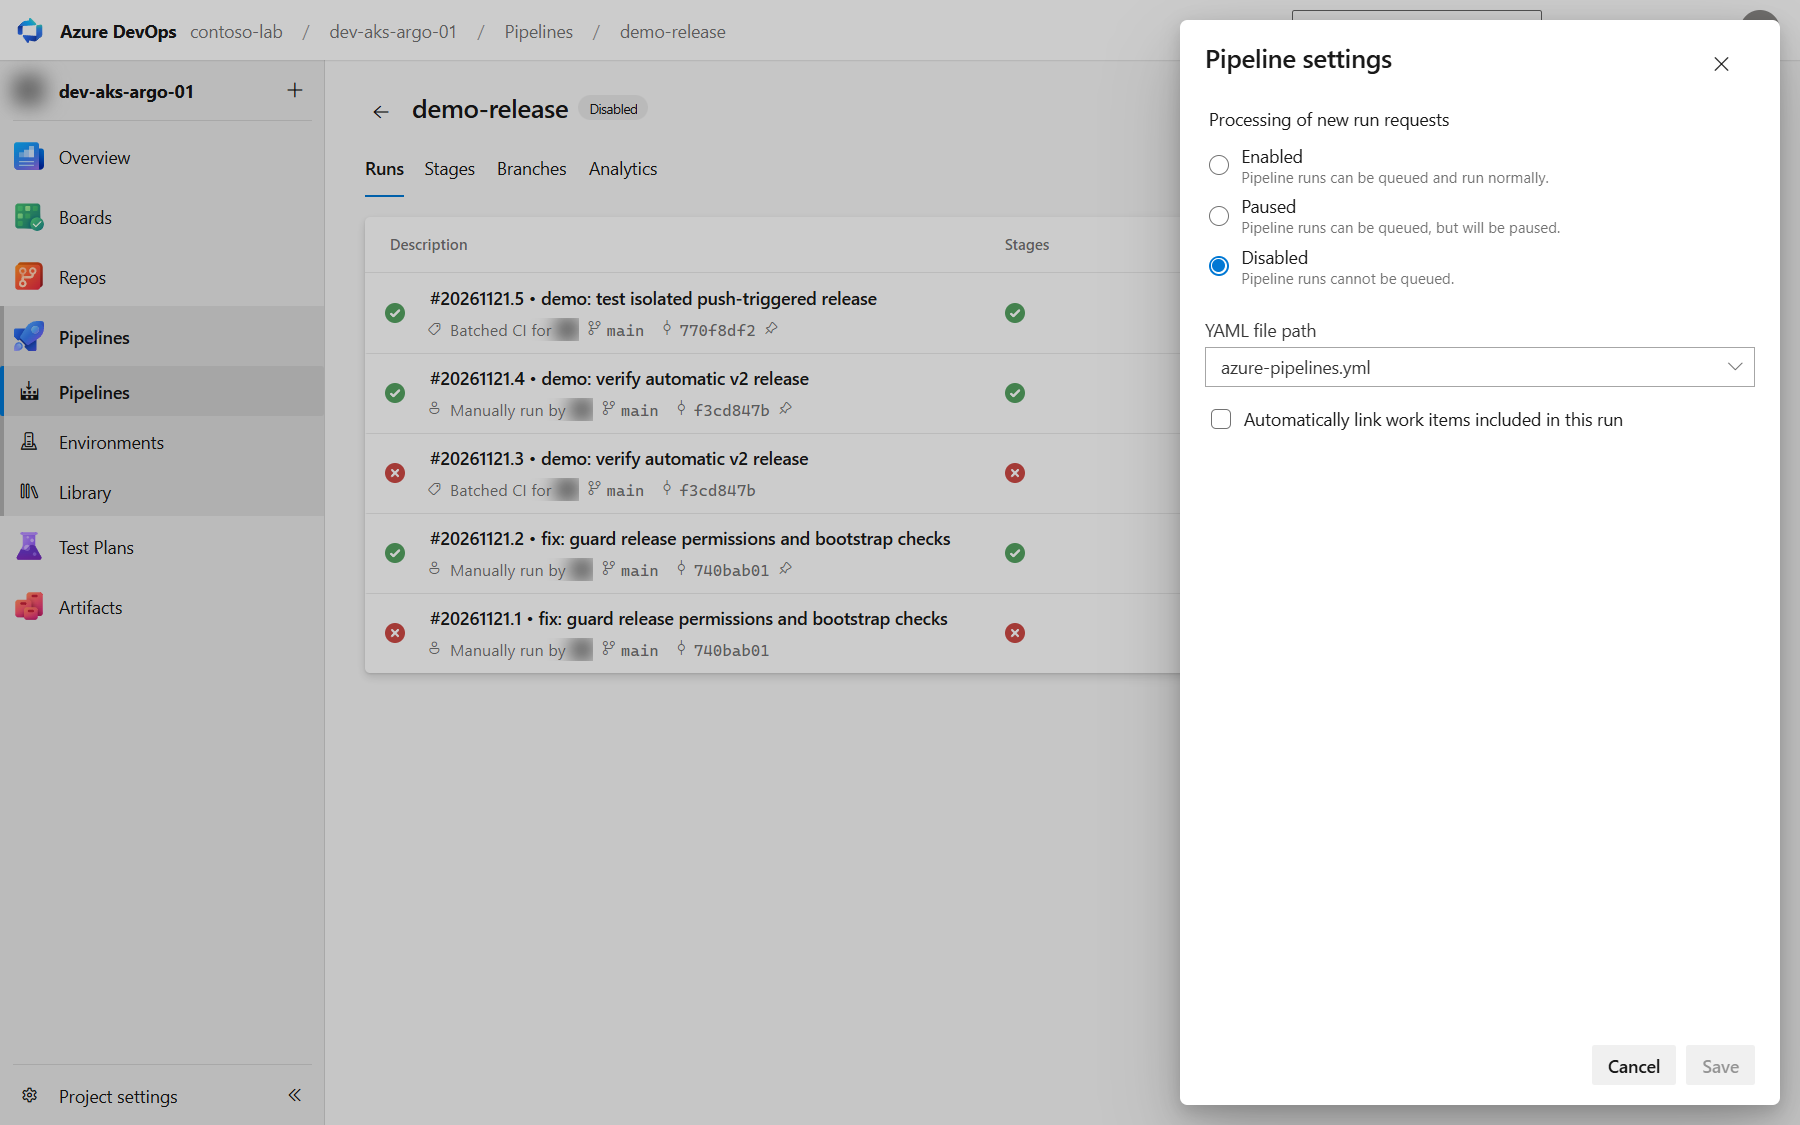 Azure DevOps contoso-lab / dev-aks-argo-01 / Pipelines / demo-release
dev-aks-argo-01
Overview
Boards
Repos
Pipelines
Pipelines
Environments
Library
Test Plans
Artifacts
Project settings
demo-release Disabled
Runs Stages Branches Analytics
Description Stages
#20261121.5 • demo: test isolated push-triggered release
Batched CI for main 770f8df2
#20261121.4 • demo: verify automatic v2 release
Manually run by main f3cd847b
#20261121.3 • demo: verify automatic v2 release
Batched CI for main f3cd847b
#20261121.2 • fix: guard release permissions and bootstrap checks
Manually run by main 740bab01
#20261121.1 • fix: guard release permissions and bootstrap checks
Manually run by main 740bab01
Pipeline settings
Processing of new run requests
Enabled
Pipeline runs can be queued and run normally.
Paused
Pipeline runs can be queued, but will be paused.
Disabled
Pipeline runs cannot be queued.
YAML file path
azure-pipelines.yml
Automatically link work items included in this run
Cancel Save